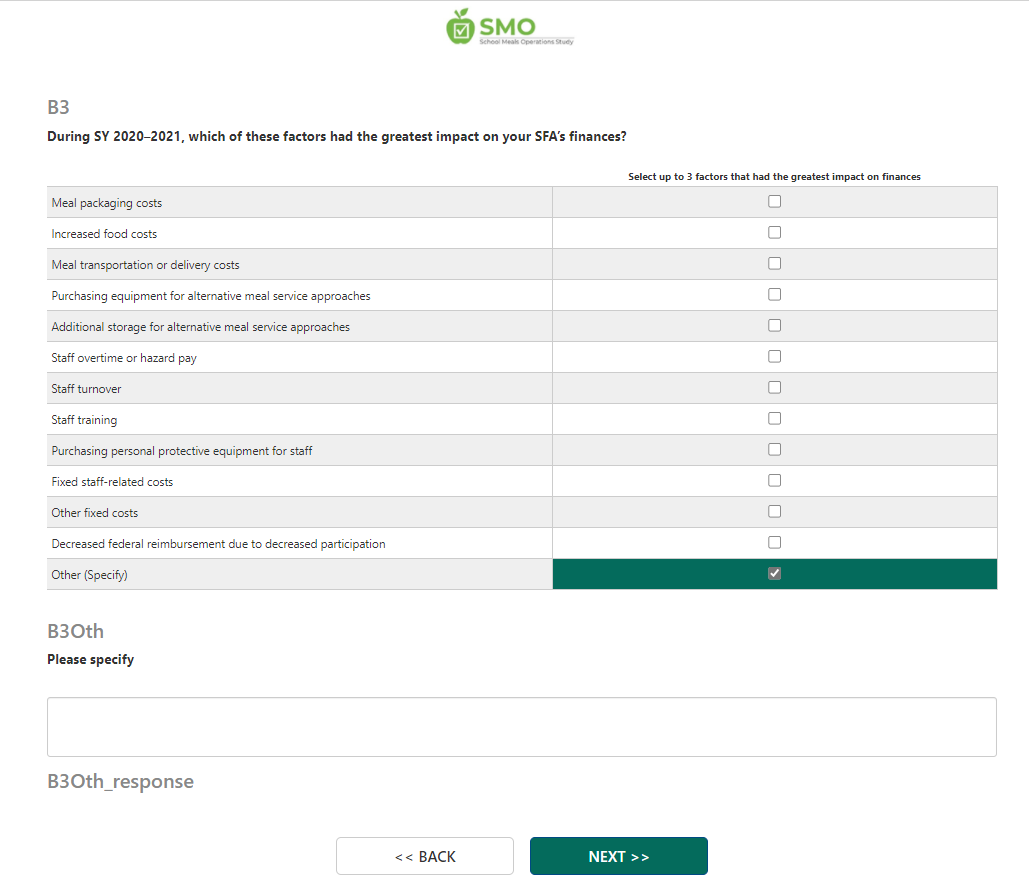 SMO
School Meals Operations Study
B3
During SY 2020–2021, which of these factors had the greatest impact on your SFA’s finances?
Select up to 3 factors that had the greatest impact on finances
Meal packaging costs
Increased food costs
Meal transportation or delivery costs
Purchasing equipment for alternative meal service approaches
Additional storage for alternative meal service approaches
Staff overtime or hazard pay
Staff turnover
Staff training
Purchasing personal protective equipment for staff
Fixed staff-related costs
Other fixed costs
Decreased federal reimbursement due to decreased participation
Other (Specify)
B3Oth
Please specify
B3Oth_response
<< BACK
NEXT >>